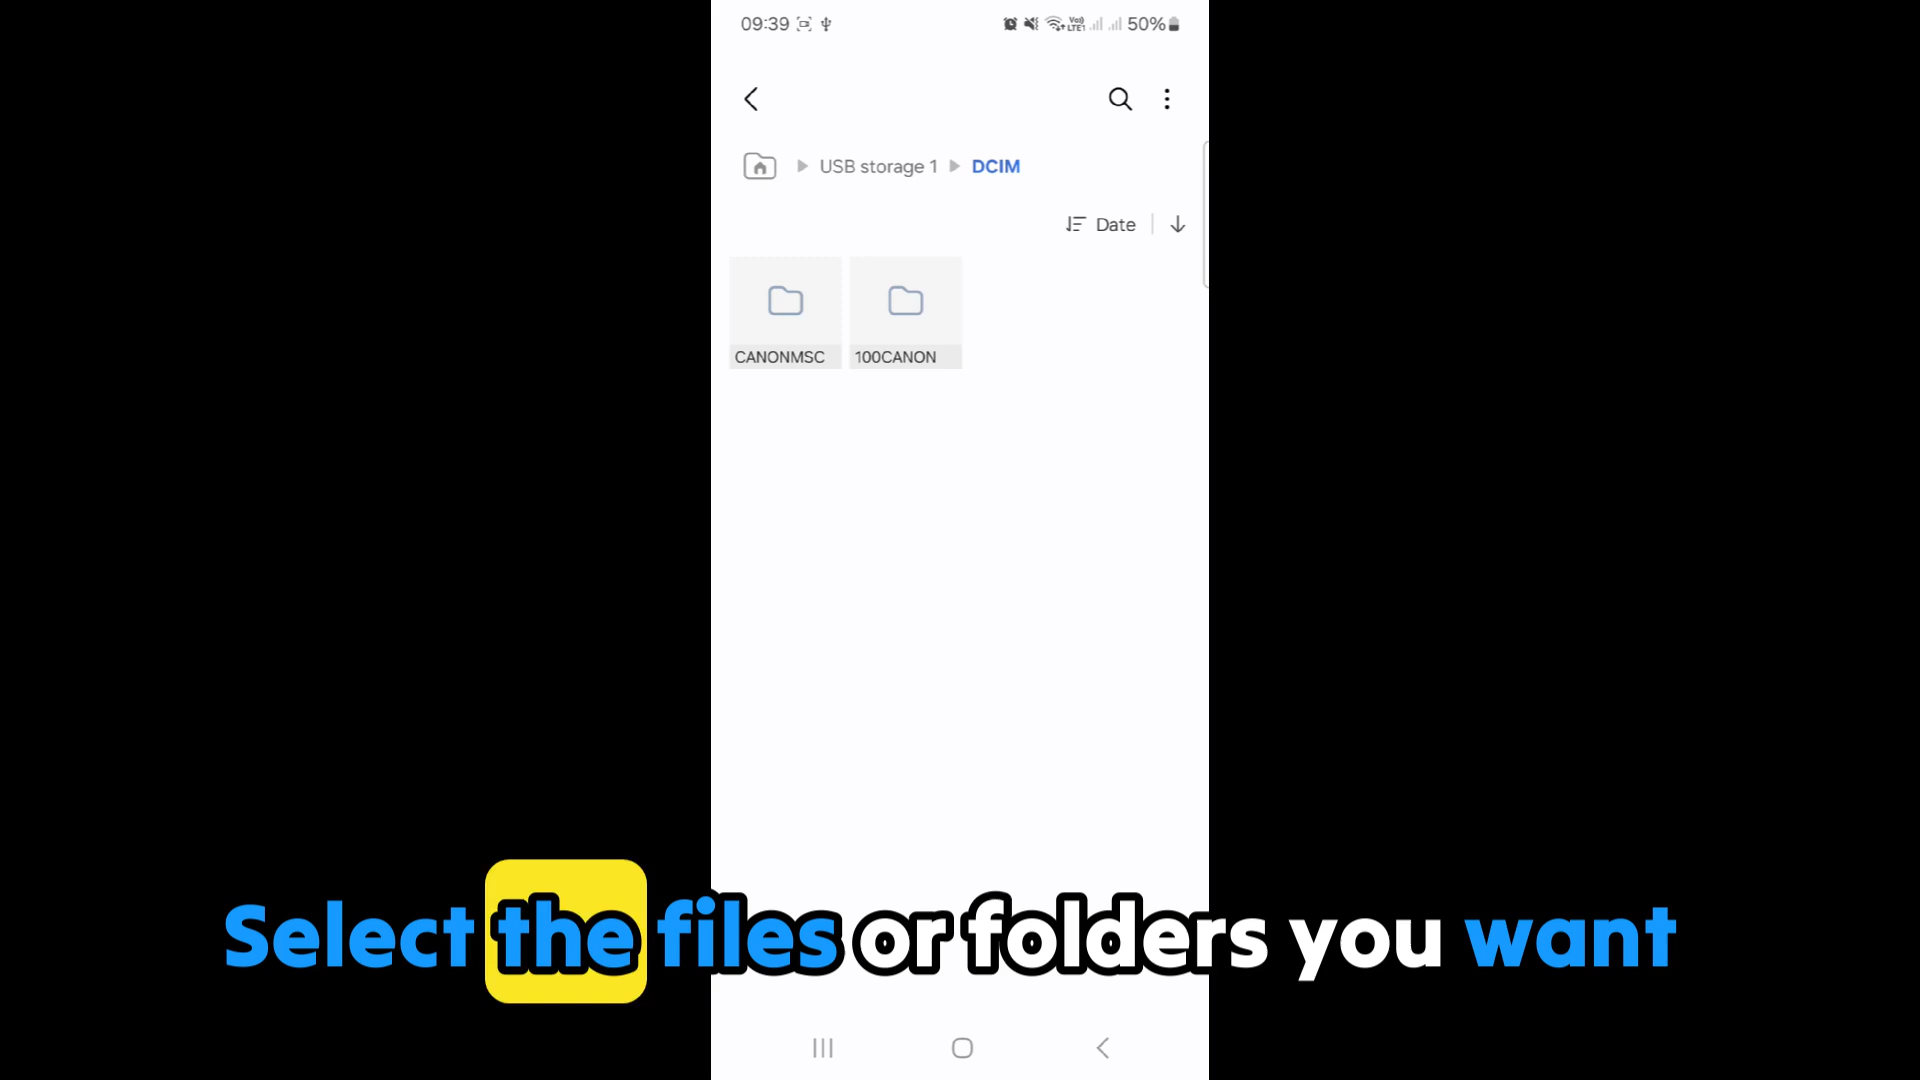 09:39 50%
USB storage 1 DCIM
Date
CANONMSC 100CANON
Select the files or folders you want